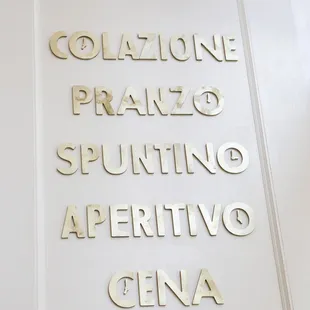 COLAZIONE
PRANZO
SPUNTINO
APERITIVO
CENA